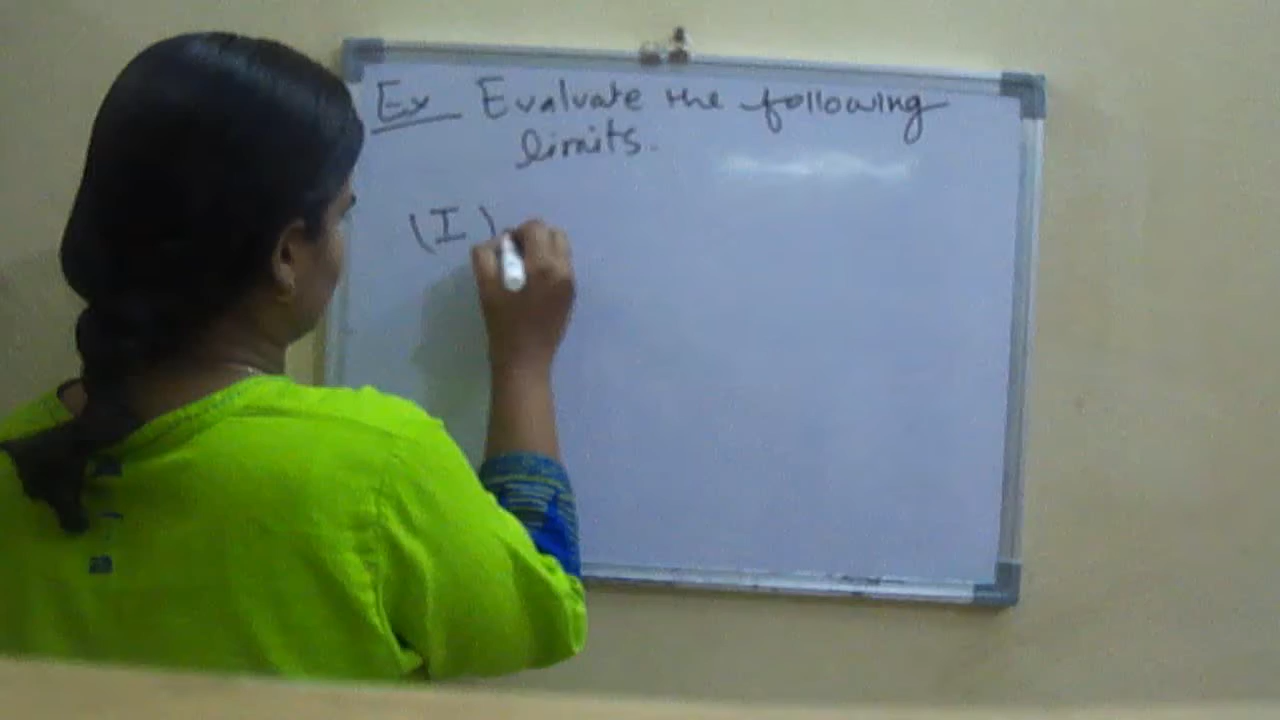 Ex Evaluate the following
limits.
(I)